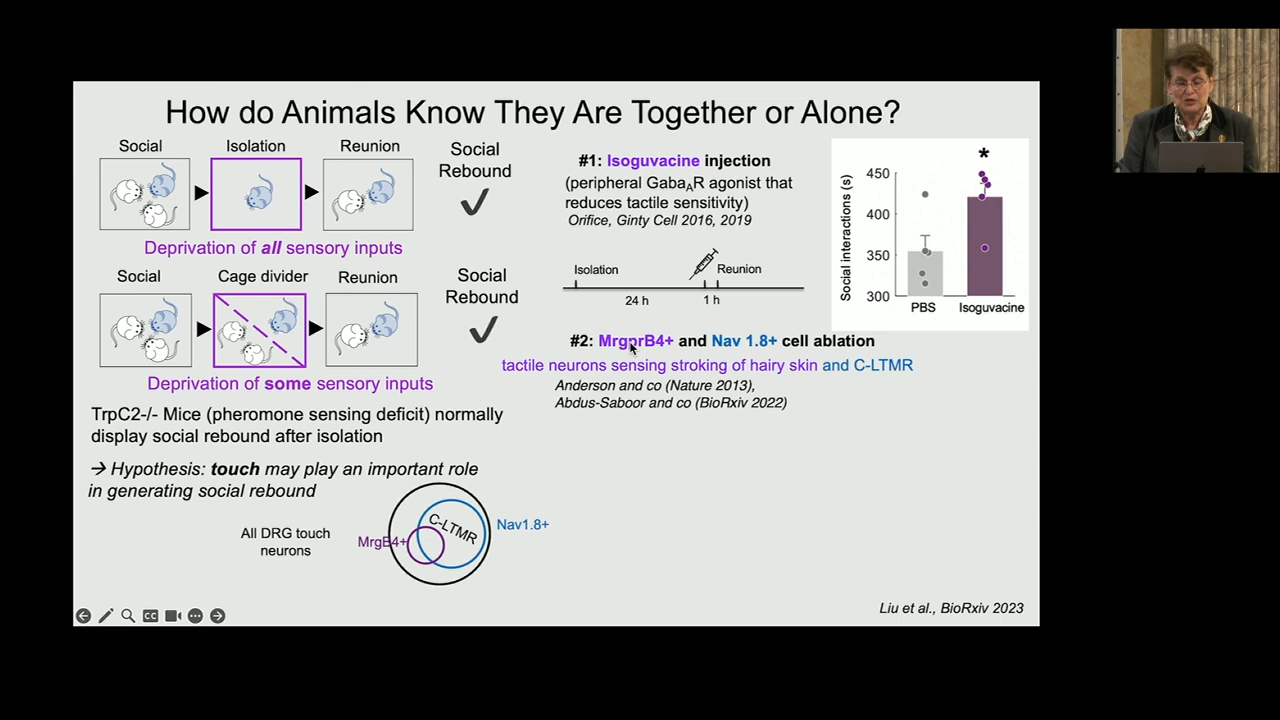 How do Animals Know They Are Together or Alone?
Social
Isolation
Reunion
Social
Rebound
Deprivation of all sensory inputs
Social
Cage divider
Reunion
Social
Rebound
Deprivation of some sensory inputs
TrpC2-/- Mice (pheromone sensing deficit) normally
display social rebound after isolation
→ Hypothesis: touch may play an important role
in generating social rebound
All DRG touch
neurons
MrgB4+
C-LTMR
Nav1.8+
#1: Isoguvacine injection
(peripheral GabaAR agonist that
reduces tactile sensitivity)
Orifice, Ginty Cell 2016, 2019
Isolation
Reunion
24 h
1 h
#2: MrgprB4+ and Nav 1.8+ cell ablation
tactile neurons sensing stroking of hairy skin and C-LTMR
Anderson and co (Nature 2013),
Abdus-Saboor and co (BioRxiv 2022)
*
Social interactions (s)
450
400
350
300
PBS
Isoguvacine
CC
Liu et al., BioRxiv 2023